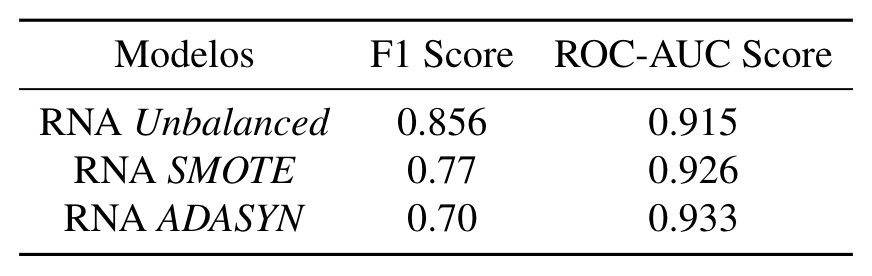 Modelos F1 Score ROC-AUC Score
RNA Unbalanced 0.856 0.915
RNA SMOTE 0.77 0.926
RNA ADASYN 0.70 0.933